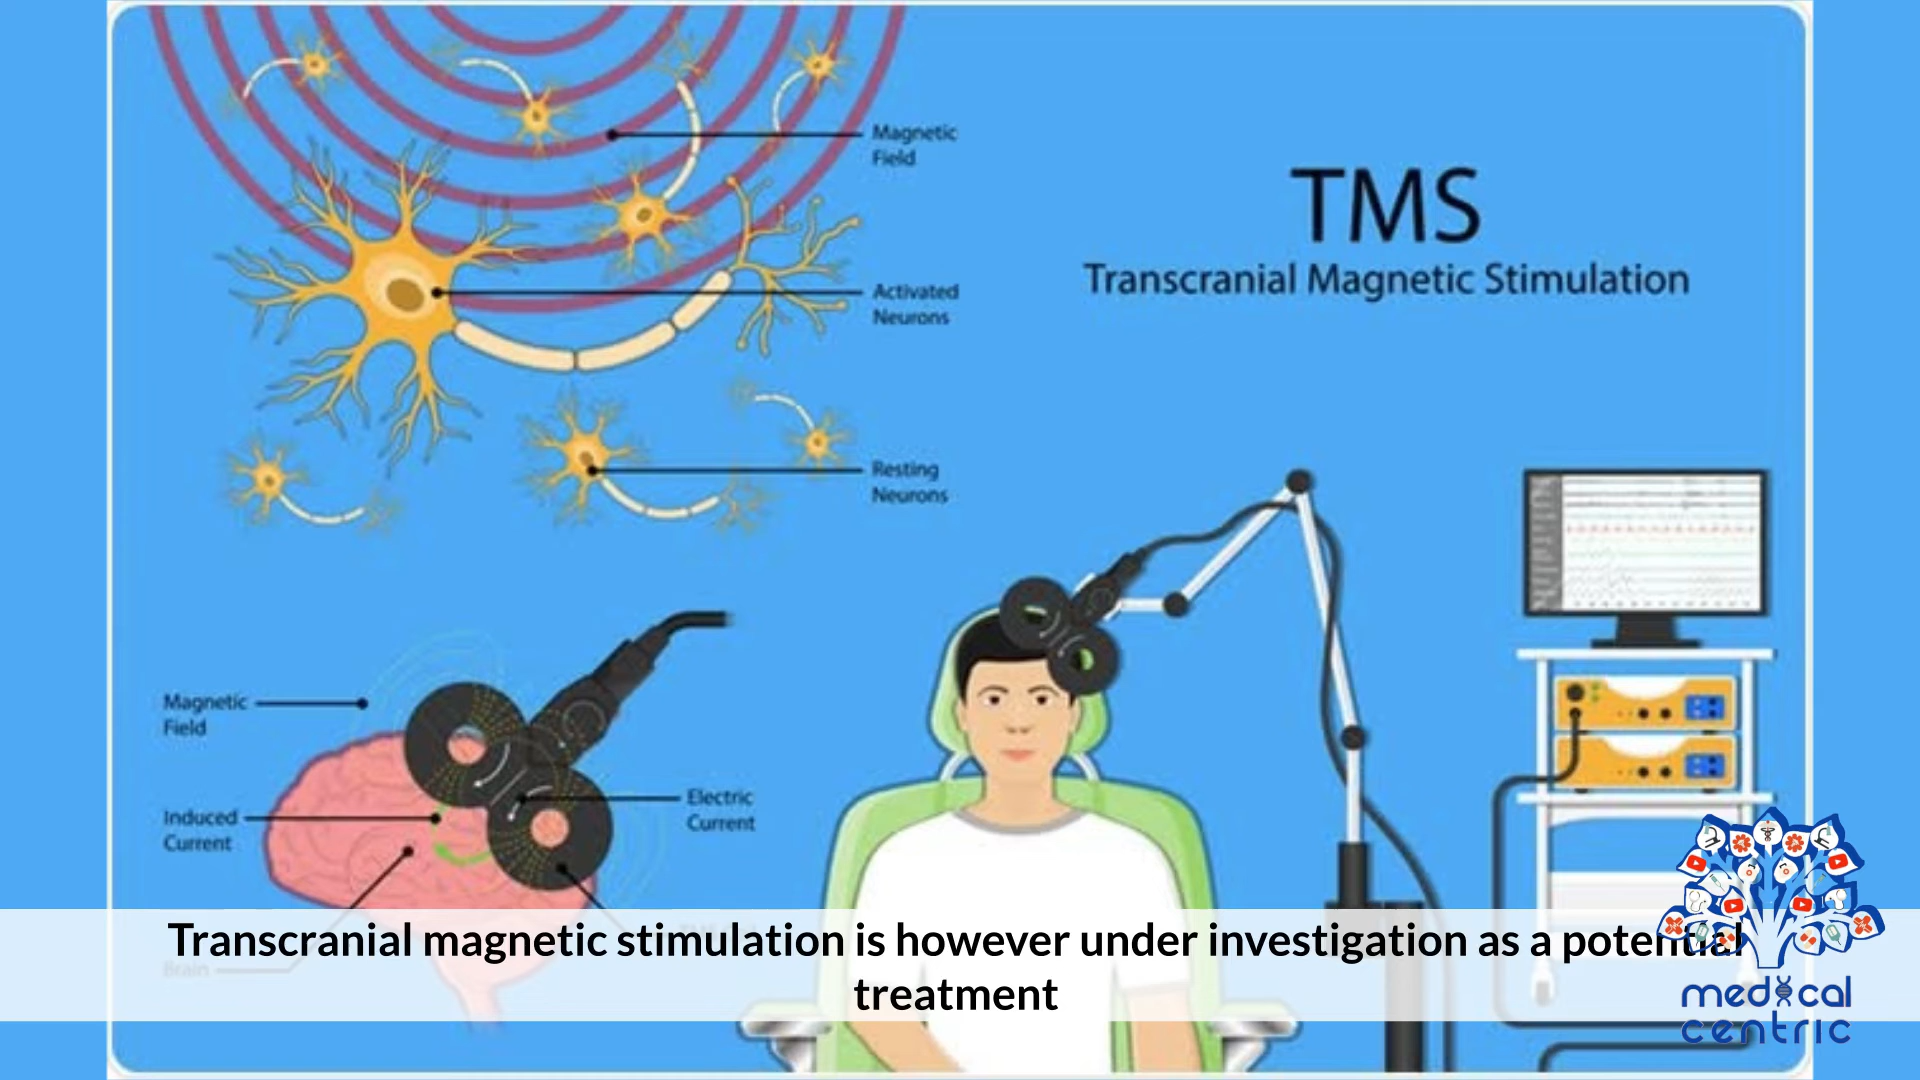 Magnetic
Field
TMS
Transcranial Magnetic Stimulation
Activated
Neurons
Resting
Neurons
Magnetic
Field
Induced
Current
Electric
Current
Brain
Transcranial magnetic stimulation is however under investigation as a potential
treatment
medical
centric